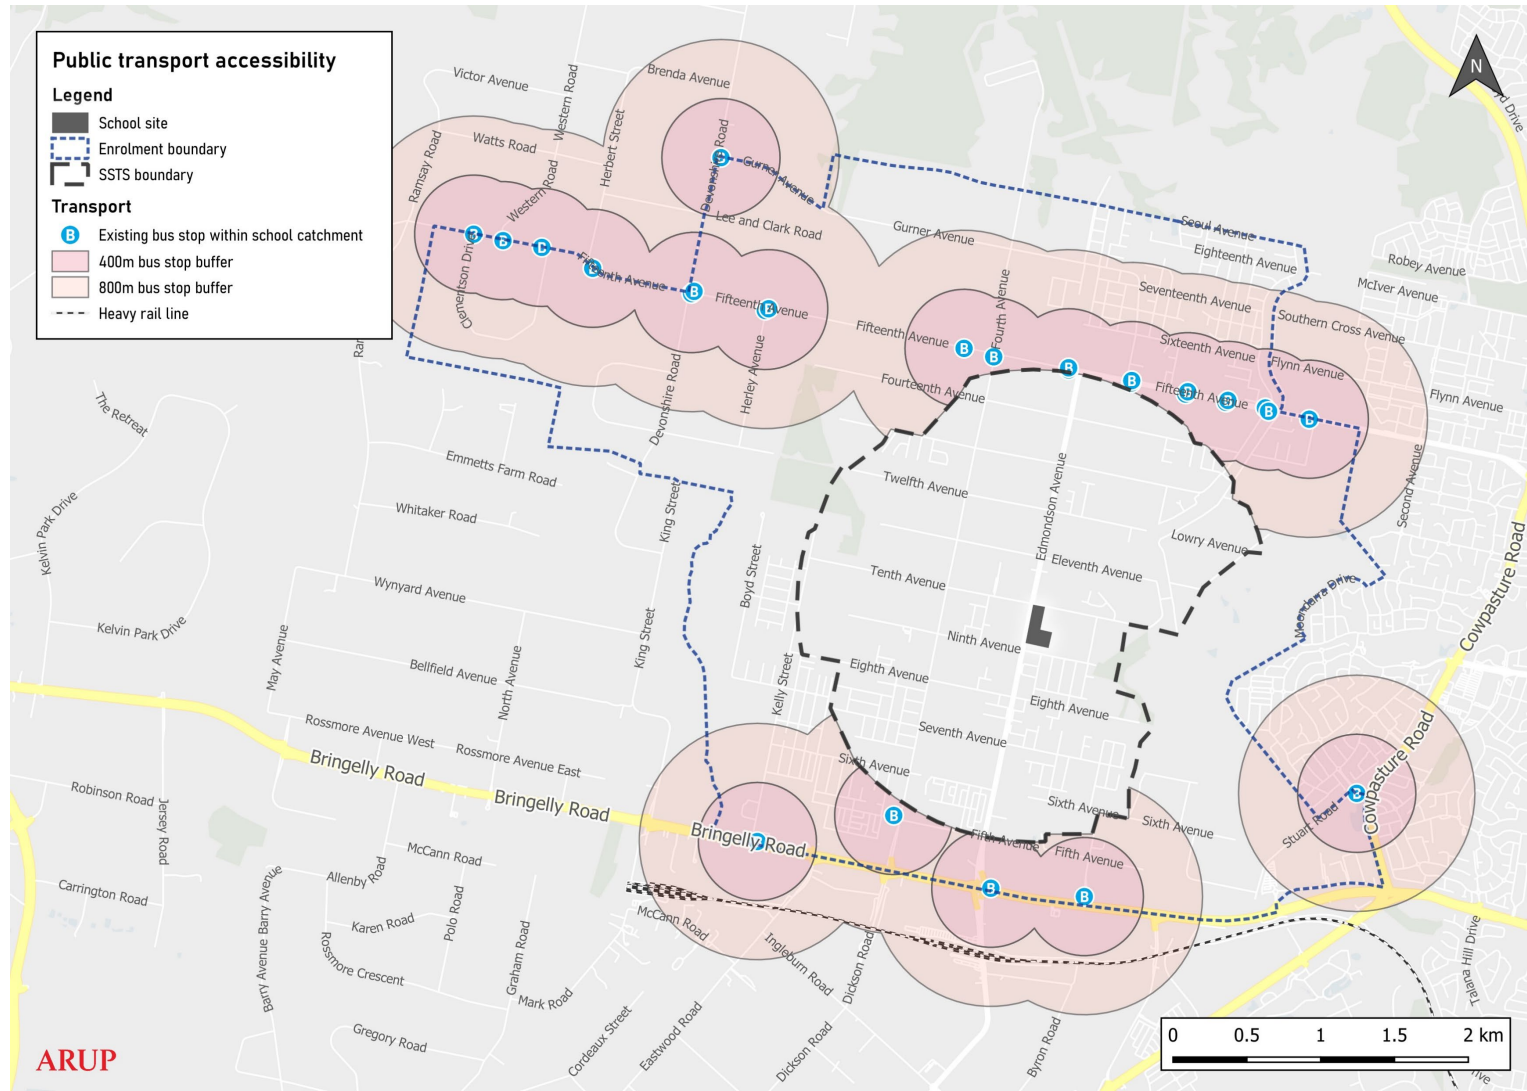 Public transport accessibility
Legend
School site
Enrolment boundary
SSTS boundary
Transport
B Existing bus stop within school catchment
400m bus stop buffer
800m bus stop buffer
Heavy rail line
N
Victor Avenue
Western Road
Brenda Avenue
Ramsay Road
Watts Road
Herbert Street
Western Road
Devonshire Road
Gurner Avenue
Lee and Clark Road
Gurner Avenue
Seoul Avenue
Eighteenth Avenue
Robey Avenue
McIver Avenue
Clementson Drive
Fifteenth Avenue
Fifteenth Avenue
Fifteenth Avenue
Fourth Avenue
Seventeenth Avenue
Southern Cross Avenue
Sixteenth Avenue
Flynn Avenue
Flynn Avenue
Fifteenth Avenue
Fourteenth Avenue
Herley Avenue
Devonshire Road
The Retreat
Emmetts Farm Road
Whitaker Road
King Street
Twelfth Avenue
Edmondson Avenue
Second Avenue
Lowry Avenue
Eleventh Avenue
Tenth Avenue
Boyd Street
Kelvin Park Drive
Wynyard Avenue
Kelvin Park Drive
May Avenue
King Street
Ninth Avenue
Moondarra Drive
Cowpasture Road
Bellfield Avenue
North Avenue
Kelly Street
Eighth Avenue
Eighth Avenue
Rossmore Avenue West
Rossmore Avenue East
Seventh Avenue
Bringelly Road
Bringelly Road
Bringelly Road
Sixth Avenue
Sixth Avenue
Sixth Avenue
Fifth Avenue
Fifth Avenue
Stuart Road
Cowpasture Road
Robinson Road
Jersey Road
McCann Road
Allenby Road
Carrington Road
Karen Road
Polo Road
Barry Avenue
Barry Avenue
Rossmore Crescent
Graham Road
Mark Road
McCann Road
Ingleburn Road
Dickson Road
Gregory Road
Cordeaux Street
Eastwood Road
Dickson Road
Byron Road
Talana Hill Drive
ARUP
0 0.5 1 1.5 2 km